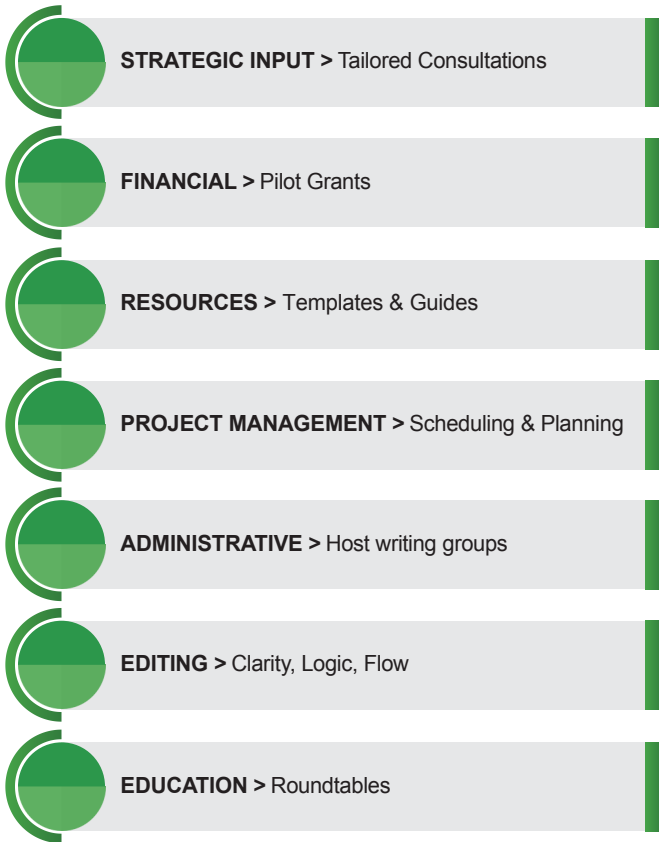 STRATEGIC INPUT > Tailored Consultations
FINANCIAL > Pilot Grants
RESOURCES > Templates & Guides
PROJECT MANAGEMENT > Scheduling & Planning
ADMINISTRATIVE > Host writing groups
EDITING > Clarity, Logic, Flow
EDUCATION > Roundtables